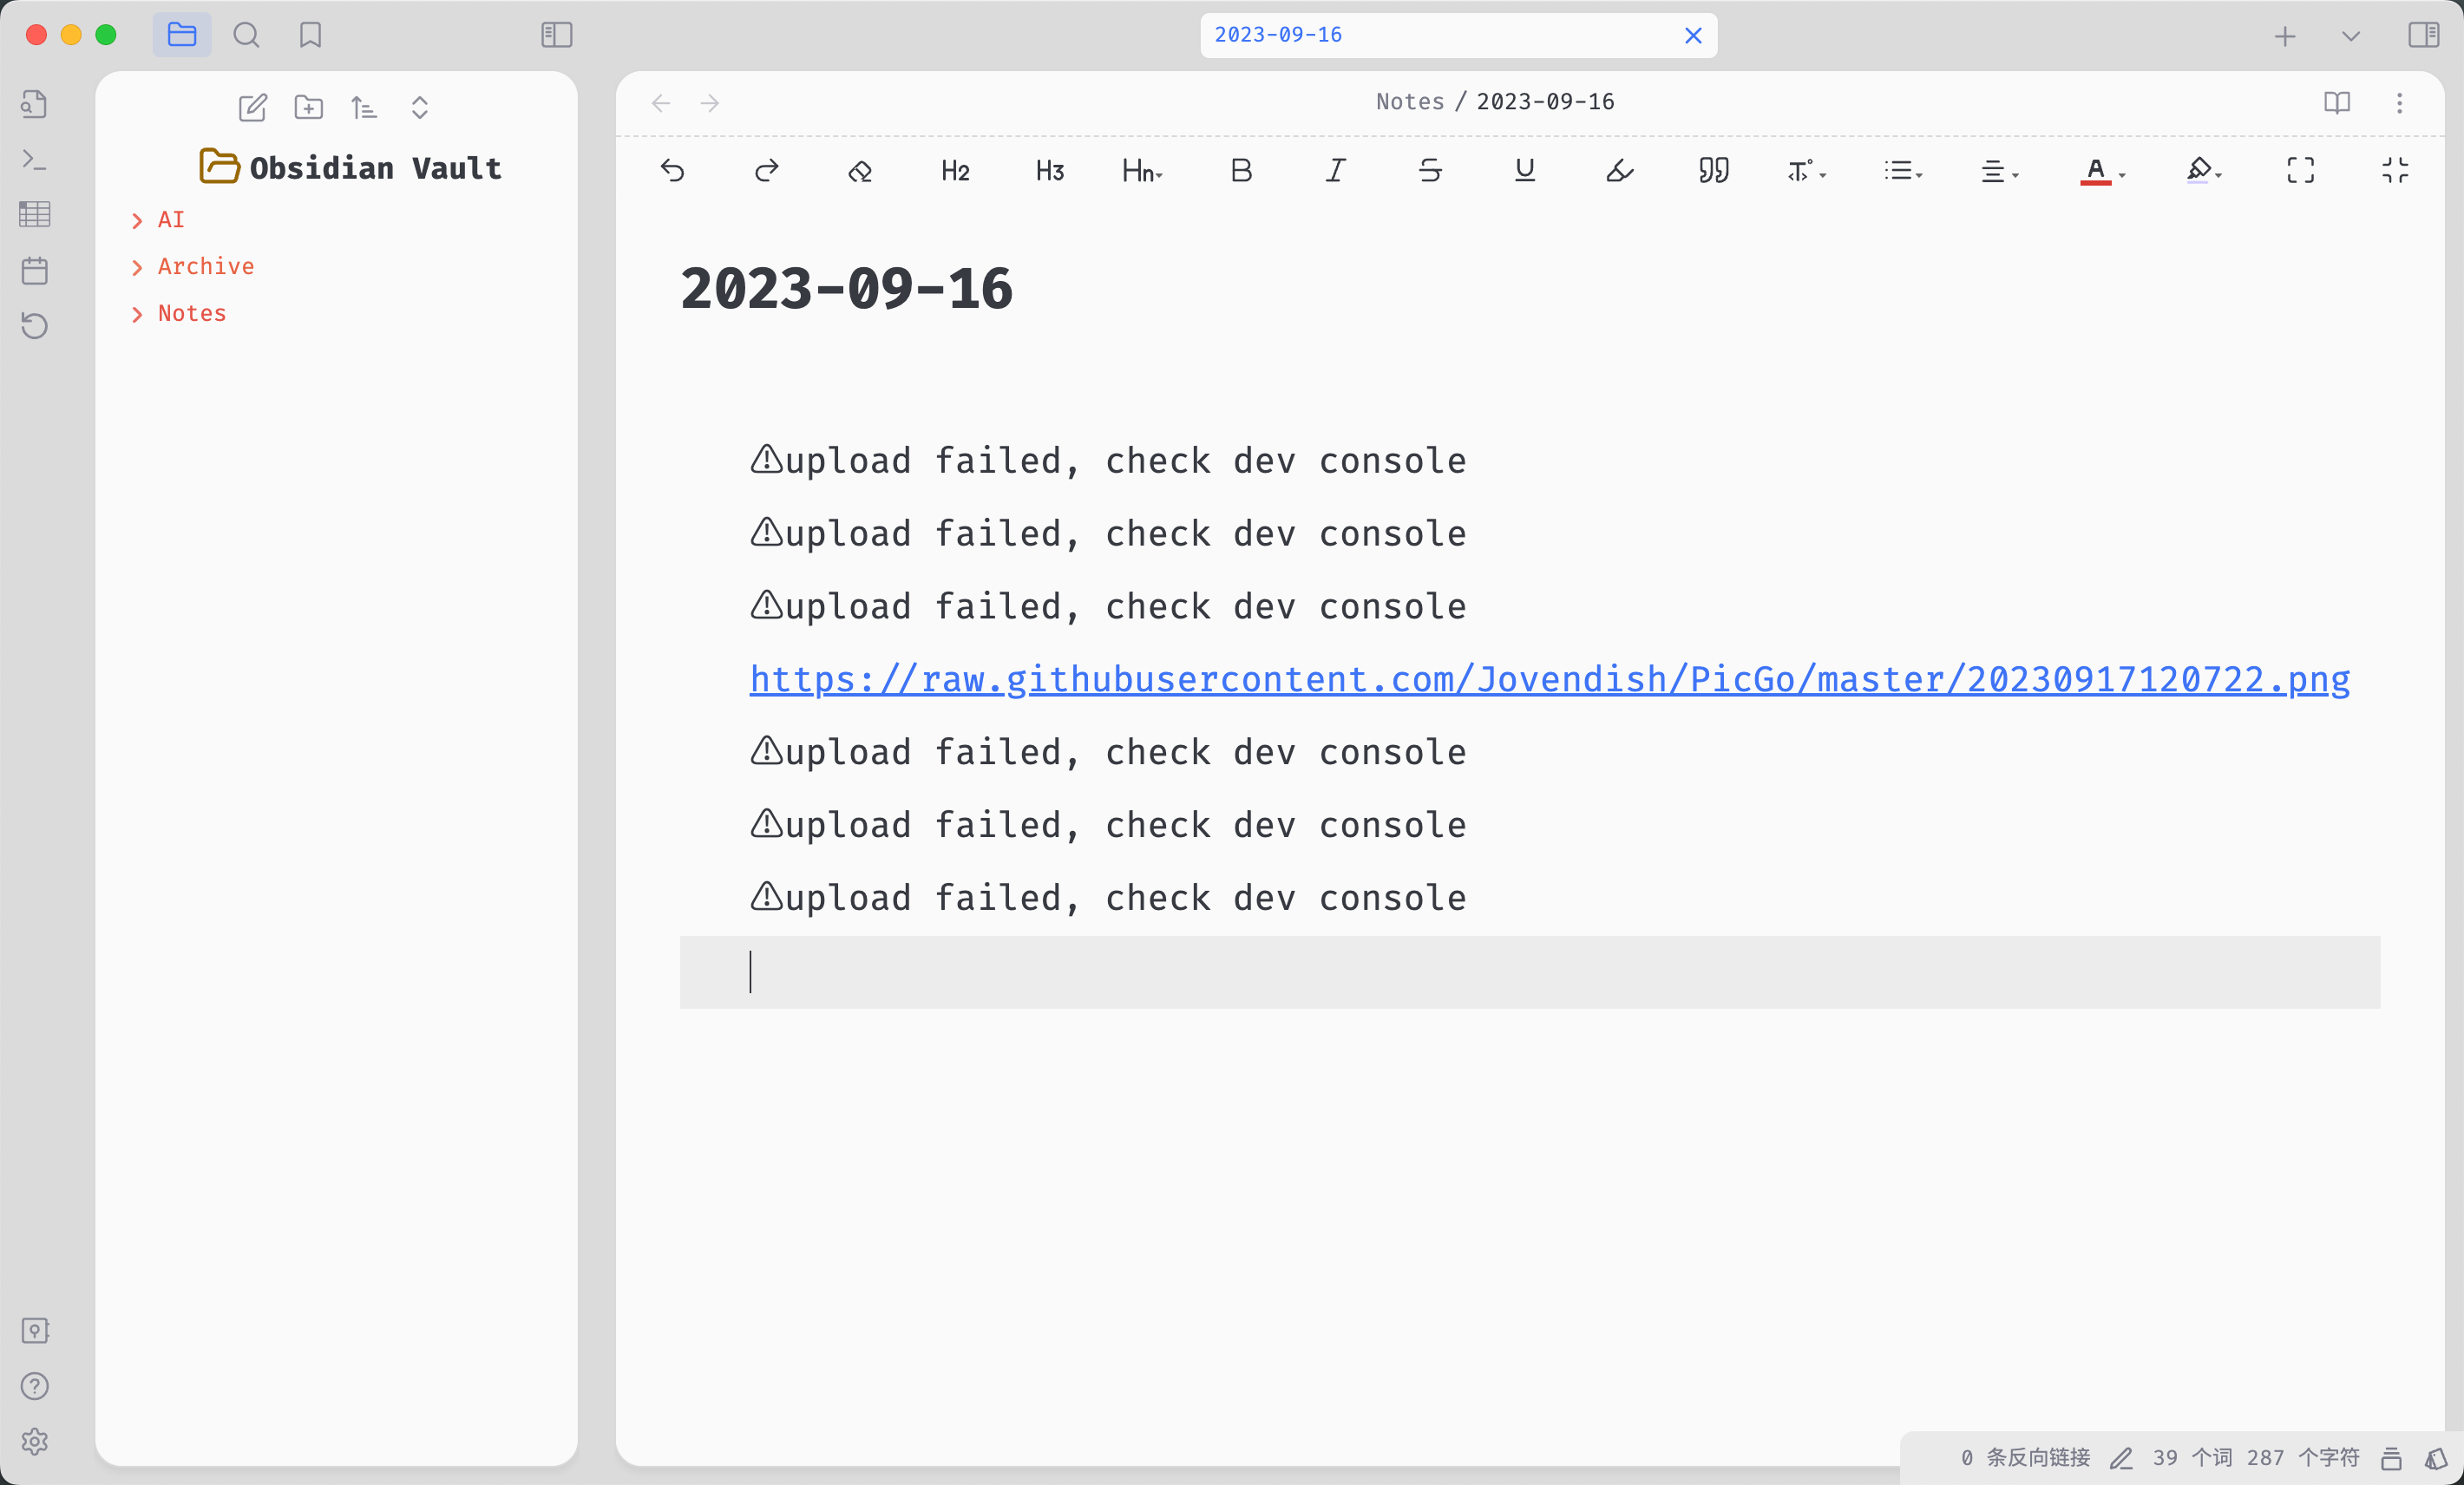 2023-09-16
Notes / 2023-09-16
Obsidian Vault
AI
Archive
Notes
H2 H3 Hn B I S U T A
2023-09-16
⚠upload failed, check dev console
⚠upload failed, check dev console
⚠upload failed, check dev console
https://raw.githubusercontent.com/Jovendish/PicGo/master/20230917120722.png
⚠upload failed, check dev console
⚠upload failed, check dev console
⚠upload failed, check dev console
0 条反向链接 39 个词 287 个字符